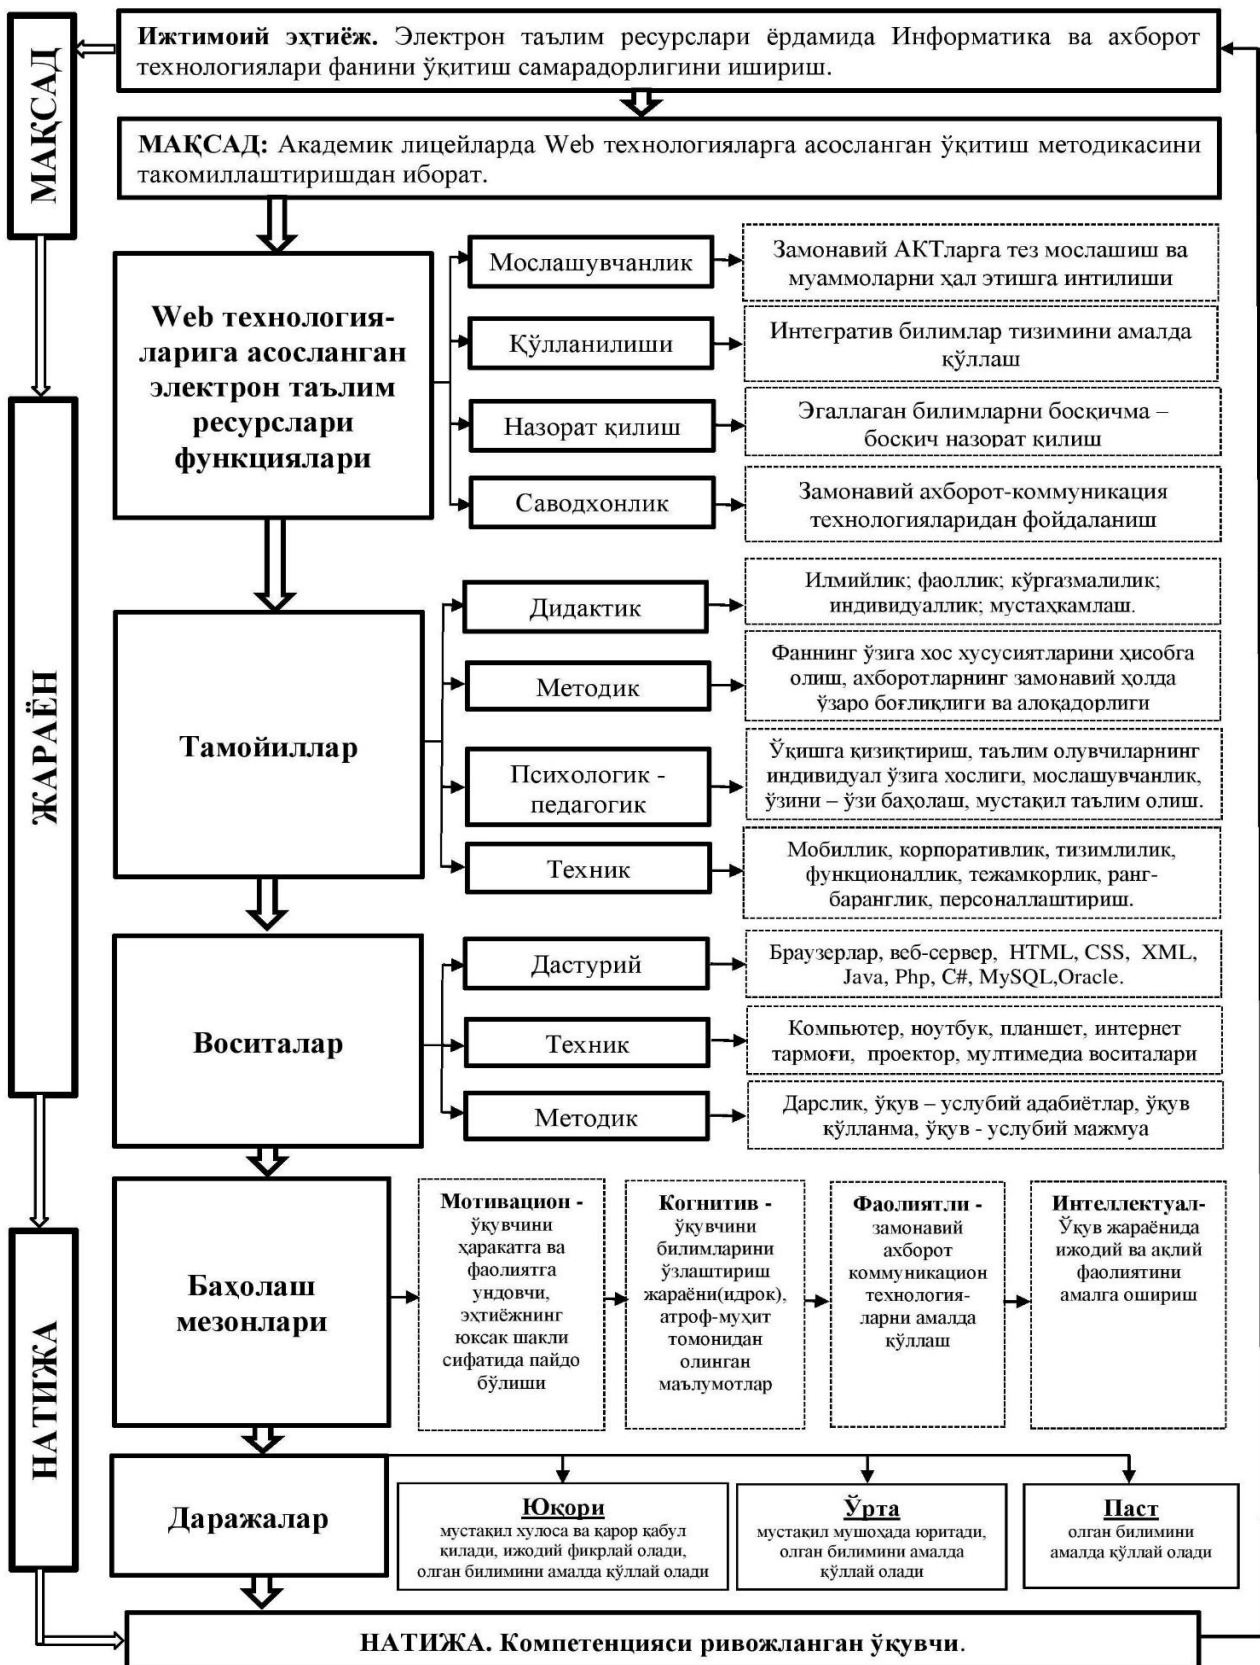 МАҚСАД
Ижтимоий эҳтиёж. Электрон таълим ресурслари ёрдамида Информатика ва ахборот
технологиялари фанини ўқитиш самарадорлигини ишириш.
МАҚСАД: Академик лицейларда Web технологияларга асосланган ўқитиш методикасини
такомиллаштиришдан иборат.
ЖАРАЁН
Web технология-
ларига асосланган
электрон таълим
ресурслари
функциялари
Мослашувчанлик
Замонавий АКТларга тез мослашиш ва
муаммоларни ҳал этишга интилиши
Қўлланилиши
Интегратив билимлар тизимини амалда
қўллаш
Назорат қилиш
Эгаллаган билимларни босқичма –
босқич назорат қилиш
Саводхонлик
Замонавий ахборот-коммуникация
технологияларидан фойдаланиш
Тамойиллар
Дидактик
Илмийлик; фаоллик; кўргазмалилик;
индивидуаллик; мустаҳкамлаш.
Методик
Фаннинг ўзига хос хусусиятларини ҳисобга
олиш, ахборотларнинг замонавий ҳолда
ўзаро боғлиқлиги ва алоқадорлиги
Психологик -
педагогик
Ўқишга қизиқтириш, таълим олувчиларнинг
индивидуал ўзига хослиги, мослашувчанлик,
ўзини – ўзи баҳолаш, мустақил таълим олиш.
Техник
Мобиллик, корпоративлик, тизимлилик,
функционаллик, тежамкорлик, ранг-
баранглик, персоналлаштириш.
Воситалар
Дастурий
Браузерлар, веб-сервер, HTML, CSS, XML,
Java, Php, C#, MySQL,Oracle.
Техник
Компьютер, ноутбук, планшет, интернет
тармоғи, проектор, мултимедиа воситалари
Методик
Дарслик, ўқув – услубий адабиётлар, ўқув
қўлланма, ўқув - услубий мажмуа
НАТИЖА
Баҳолаш
мезонлари
Мотивацион -
ўқувчини
ҳаракатга ва
фаолиятга
ундовчи,
эҳтиёжнинг
юксак шакли
сифатида пайдо
бўлиши
Когнитив -
ўқувчини
билимларини
ўзлаштириш
жараёни(идрок),
атроф-муҳит
томонидан
олинган
маълумотлар
Фаолиятли -
замонавий
ахборот
коммуникацион
технология-
ларни амалда
қўллаш
Интеллектуал-
Ўқув жараёнида
ижодий ва ақлий
фаолиятини
амалга ошириш
Даражалар
Юқори
мустақил хулоса ва қарор қабул
қилади, ижодий фикрлай олади,
олган билимини амалда қўллай олади
Ўрта
мустақил мушоҳада юритади,
олган билимини амалда
қўллай олади
Паст
олган билимини
амалда қўллай олади
НАТИЖА. Компетенцияси ривожланган ўқувчи.